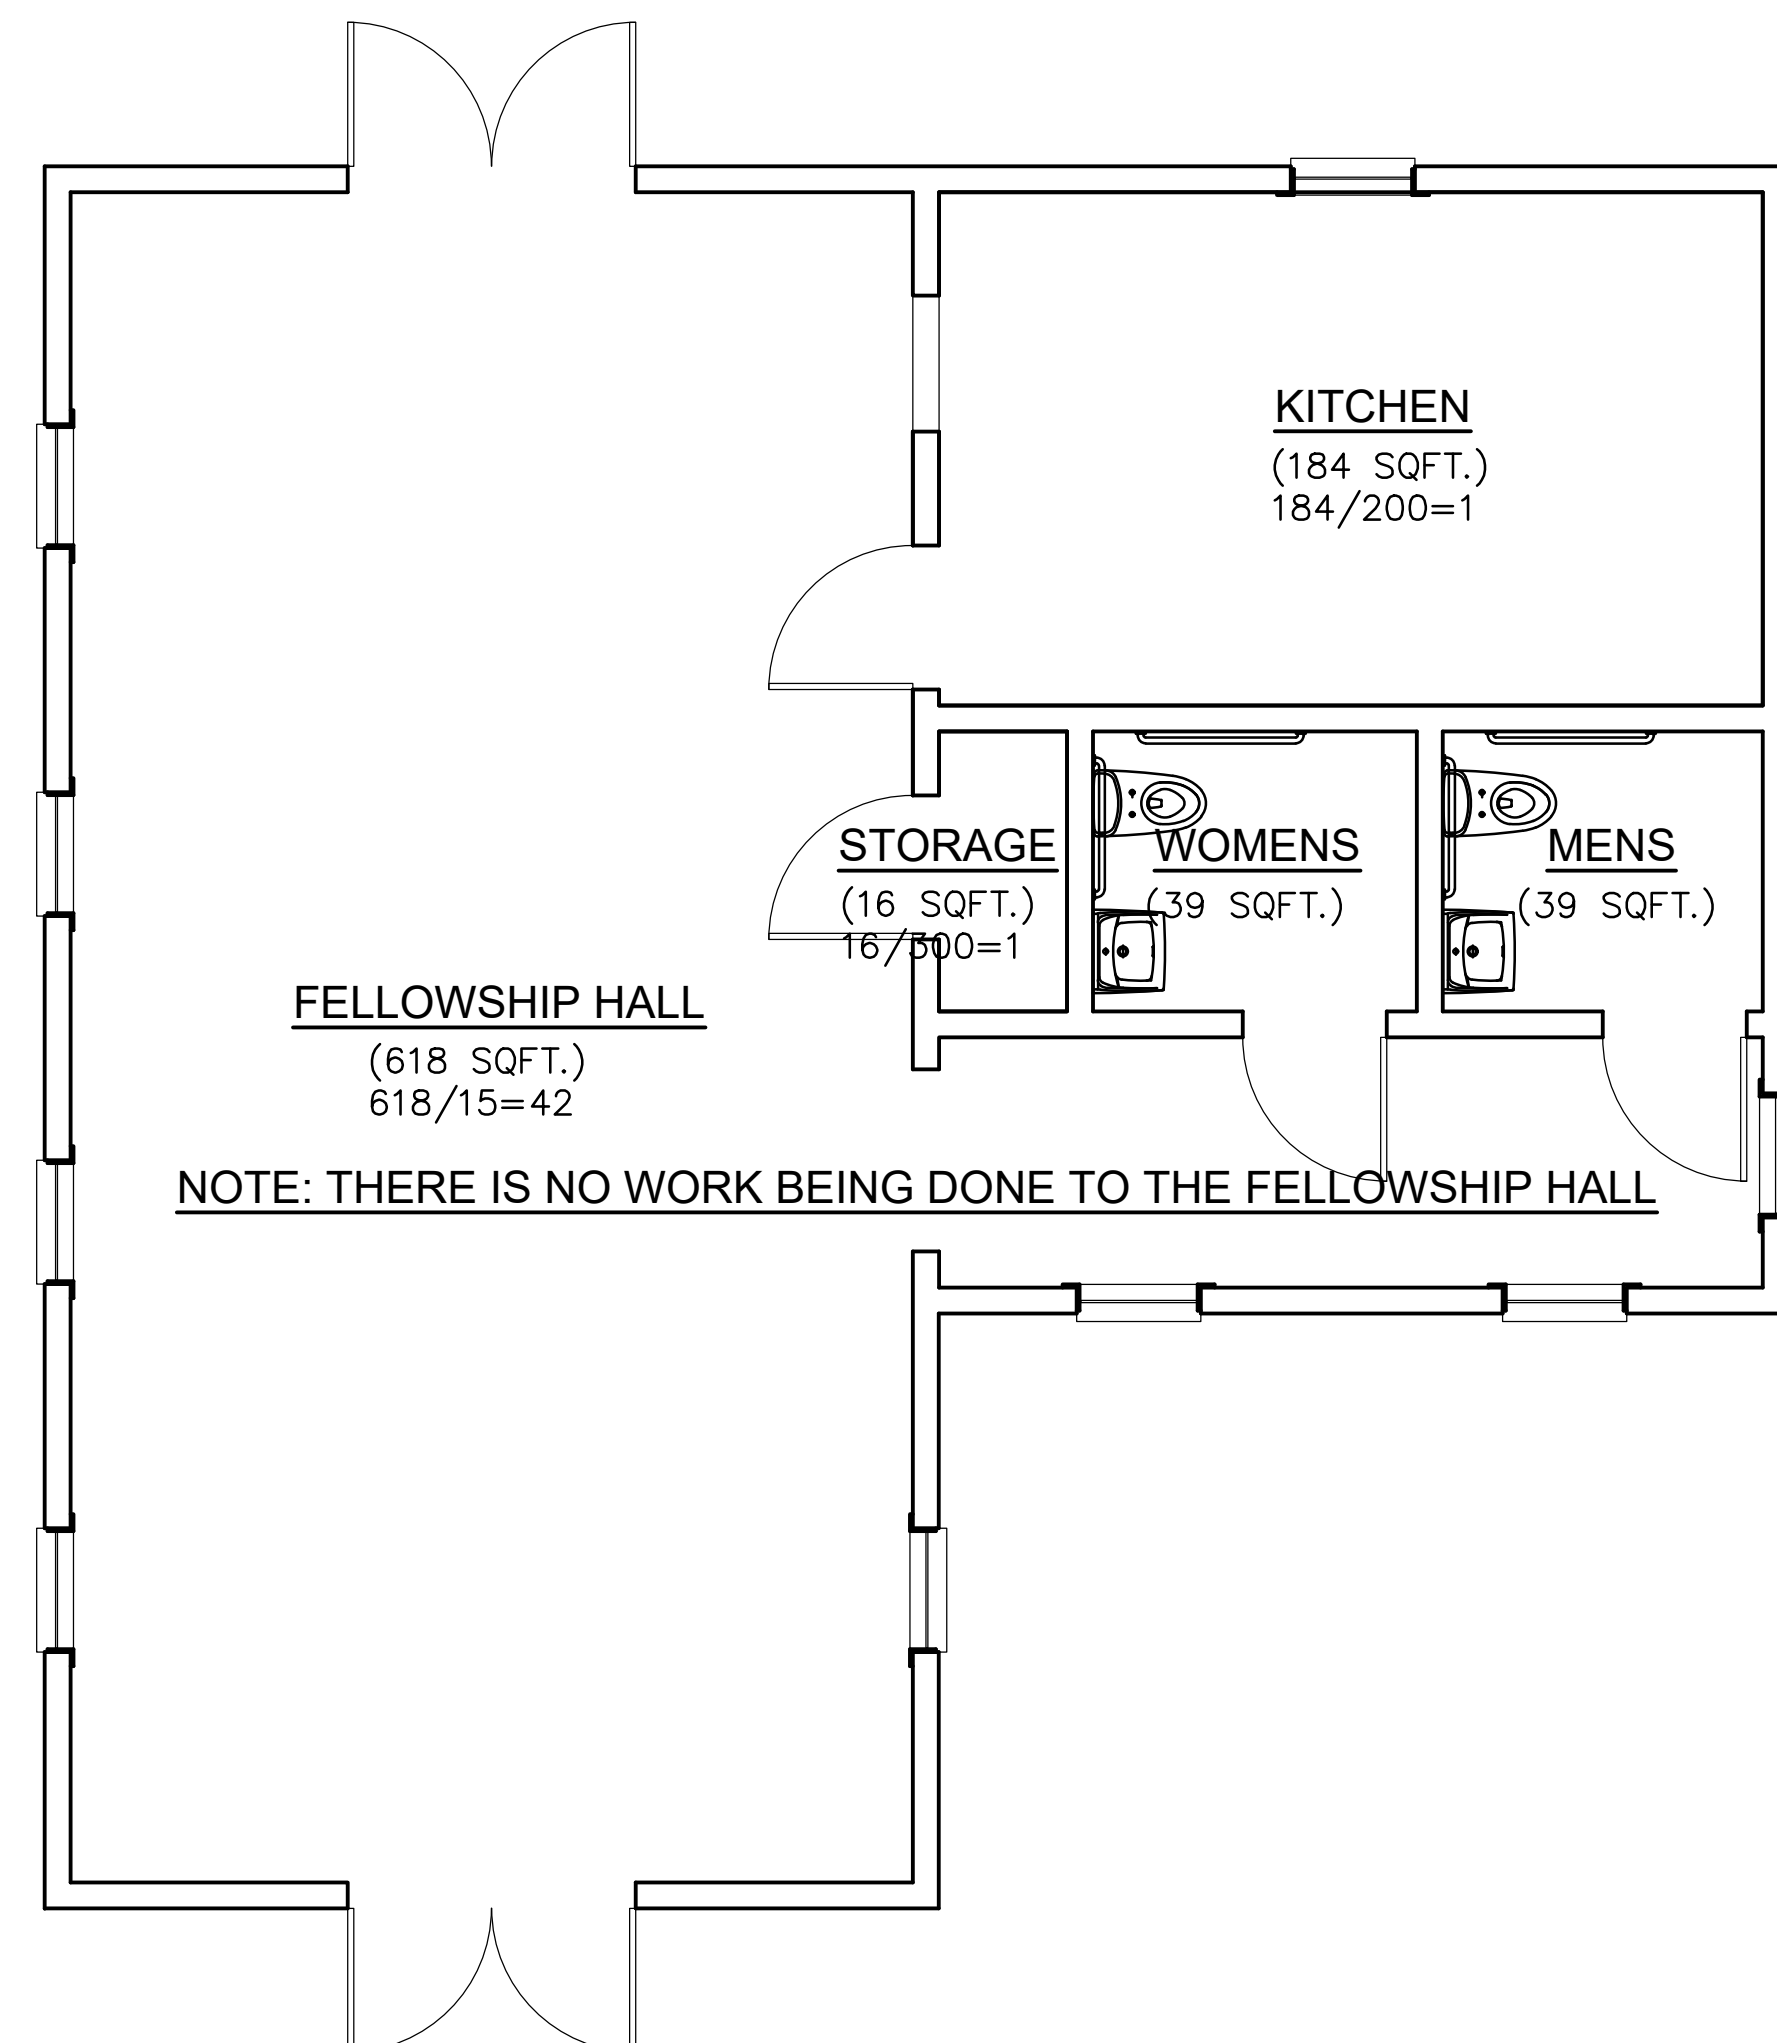 KITCHEN
(184 SQFT.)
184/200=1
STORAGE
(16 SQFT.)
16/300=1
WOMENS
(39 SQFT.)
MENS
(39 SQFT.)
FELLOWSHIP HALL
(618 SQFT.)
618/15=42
NOTE: THERE IS NO WORK BEING DONE TO THE FELLOWSHIP HALL